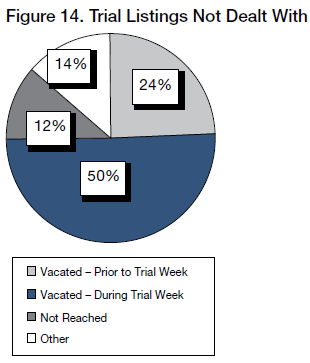 Figure 14. Trial Listings Not Dealt With
14%
24%
12%
50%
Vacated – Prior to Trial Week
Vacated – During Trial Week
Not Reached
Other